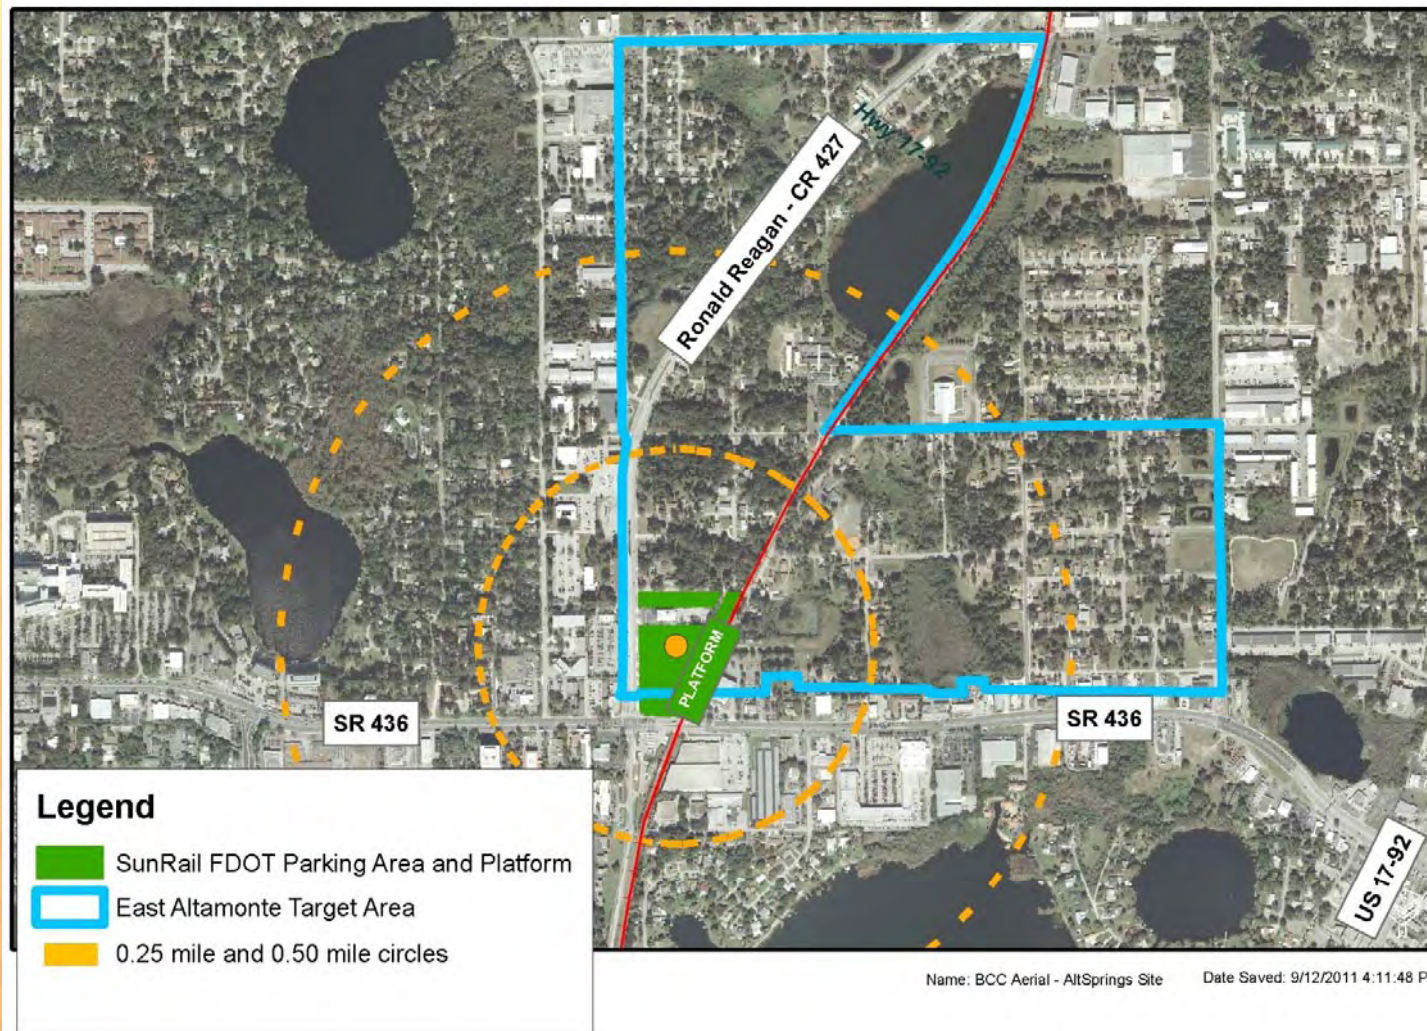 Hwy 17-92
Ronald Reagan - CR 427
PLATFORM
SR 436
SR 436
US 17-92
Legend
SunRail FDOT Parking Area and Platform
East Altamonte Target Area
0.25 mile and 0.50 mile circles
Name: BCC Aerial - AltSprings Site
Date Saved: 9/12/2011 4:11:48 P